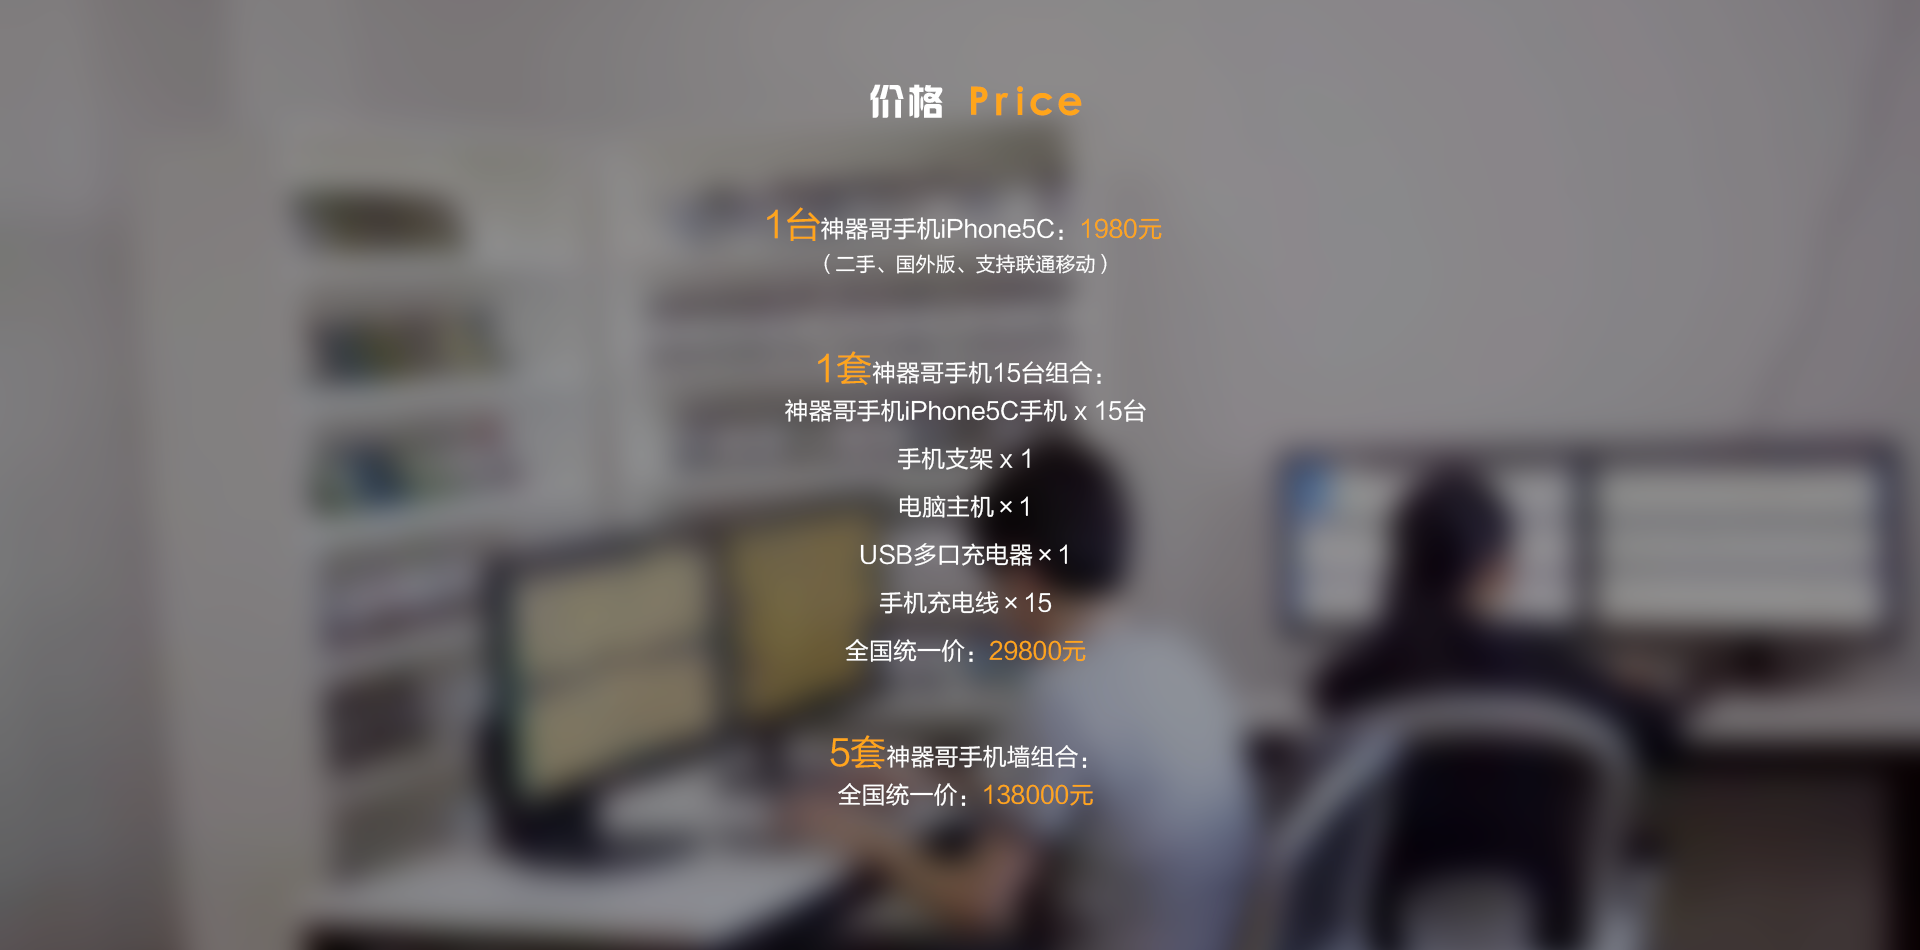 价格 Price
1台神器哥手机iPhone5C：1980元
（二手、国外版、支持联通移动）
1套神器哥手机15台组合：
神器哥手机iPhone5C手机 x 15台
手机支架 x 1
电脑主机 × 1
USB多口充电器 × 1
手机充电线 × 15
全国统一价：29800元
5套神器哥手机墙组合：
全国统一价：138000元